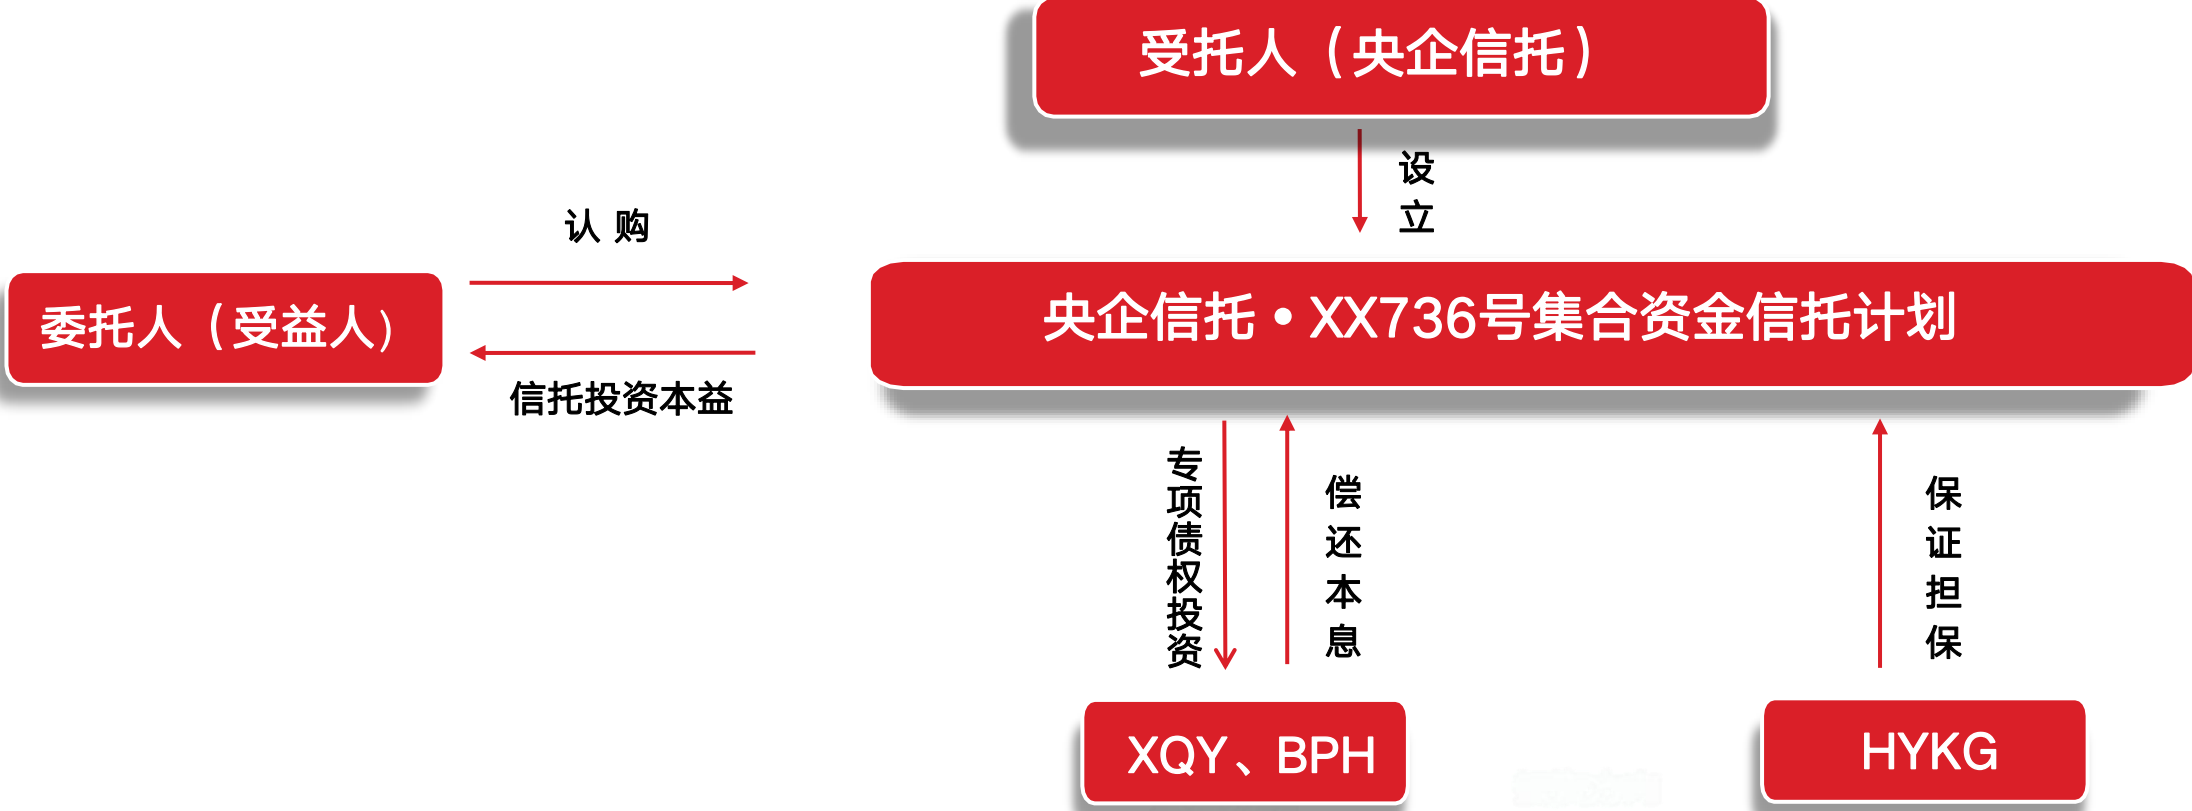 受托人（央企信托）
设立
认购
委托人（受益人）
央企信托•XX736号集合资金信托计划
信托投资本益
专项债权投资
偿还本息
保证担保
XQY、BPH
HYKG